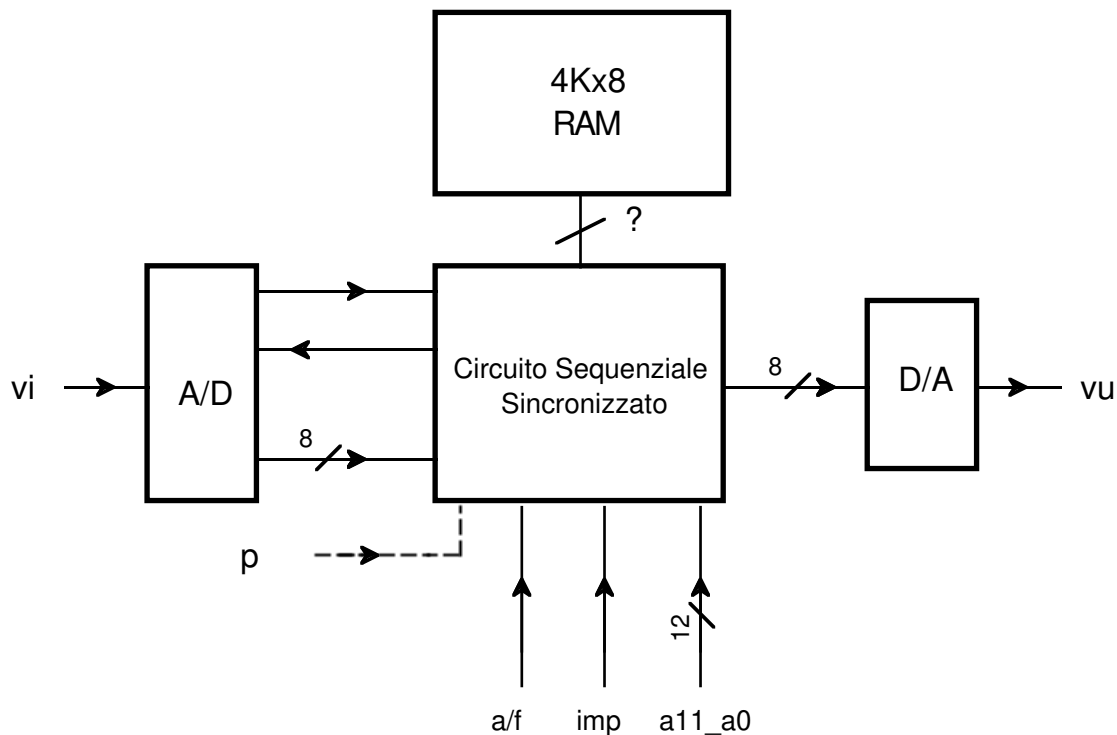 4Kx8
RAM
?
vi
A/D
8
Circuito Sequenziale
Sincronizzato
8
D/A
vu
p
12
a/f
imp
a11_a0